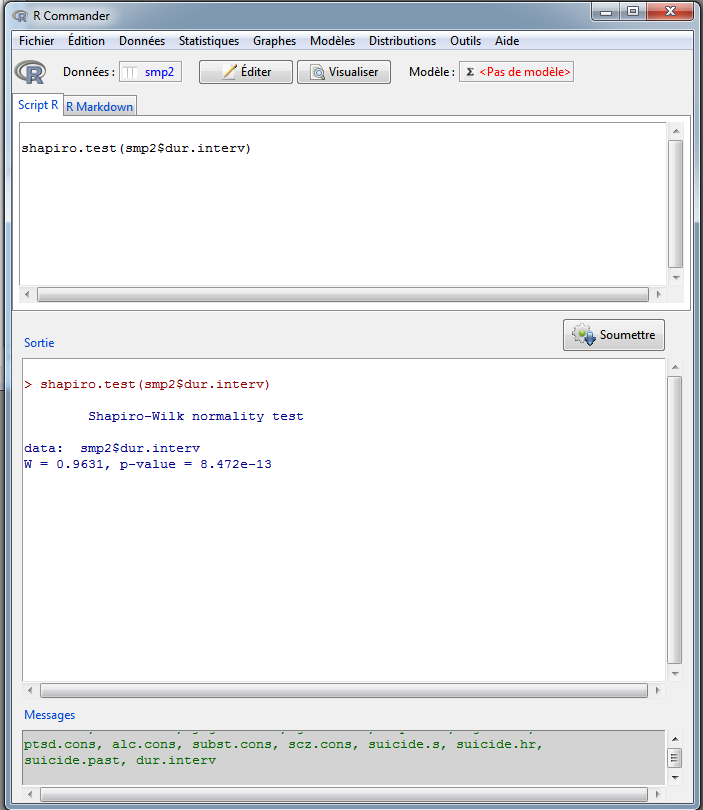 R Commander
Fichier Édition Données Statistiques Graphes Modèles Distributions Outils Aide
R Données : smp2 Éditer Visualiser Modèle : Σ <Pas de modèle>
Script R R Markdown
shapiro.test(smp2$dur.interv)
Soumettre
Sortie
> shapiro.test(smp2$dur.interv)
Shapiro-Wilk normality test
data: smp2$dur.interv
W = 0.9631, p-value = 8.472e-13
Messages
ptsd.cons, alc.cons, subst.cons, scz.cons, suicide.s, suicide.hr,
suicide.past, dur.interv